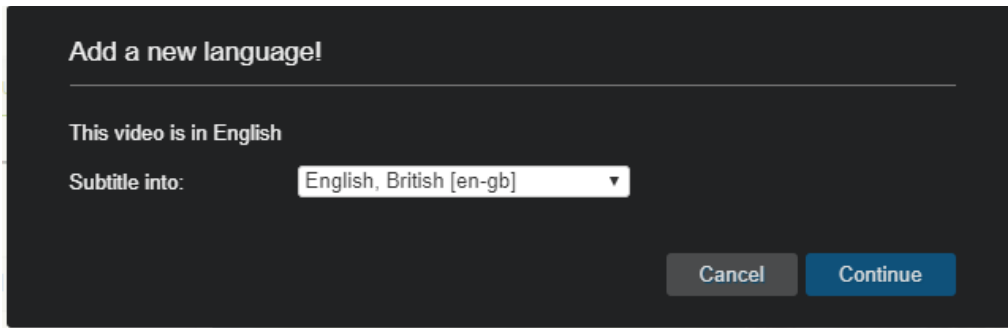 Add a new language!
This video is in English
Subtitle into: English, British [en-gb]
Cancel Continue